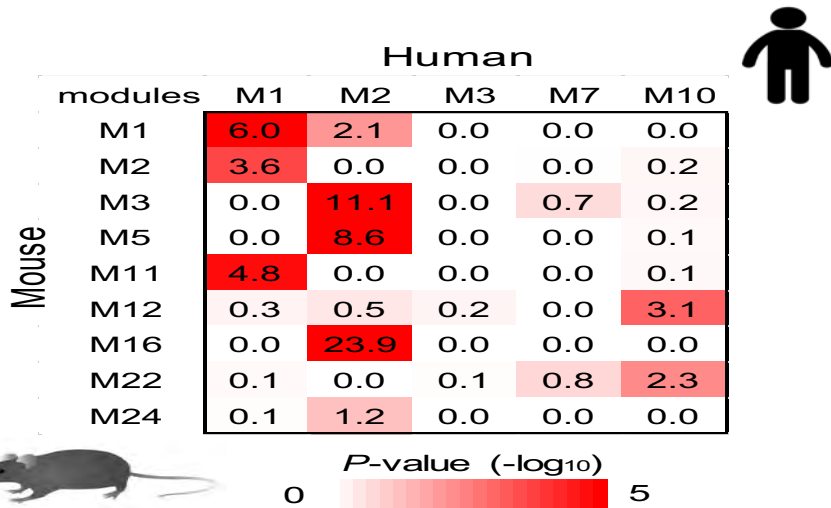 Human
modules M1 M2 M3 M7 M10
M1 6.0 2.1 0.0 0.0 0.0
M2 3.6 0.0 0.0 0.0 0.2
M3 0.0 11.1 0.0 0.7 0.2
M5 0.0 8.6 0.0 0.0 0.1
M11 4.8 0.0 0.0 0.0 0.1
M12 0.3 0.5 0.2 0.0 3.1
M16 0.0 23.9 0.0 0.0 0.0
M22 0.1 0.0 0.1 0.8 2.3
M24 0.1 1.2 0.0 0.0 0.0
Mouse
P-value (-log₁₀)
0 5